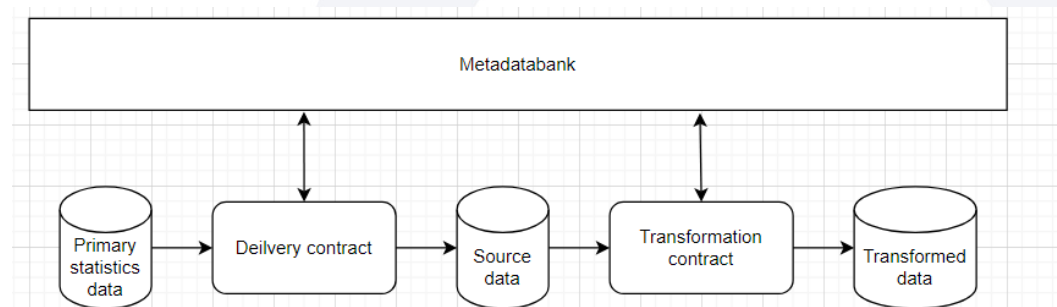 Metadatabank
Primary
statistics
data
Deilvery contract
Source
data
Transformation
contract
Transformed
data